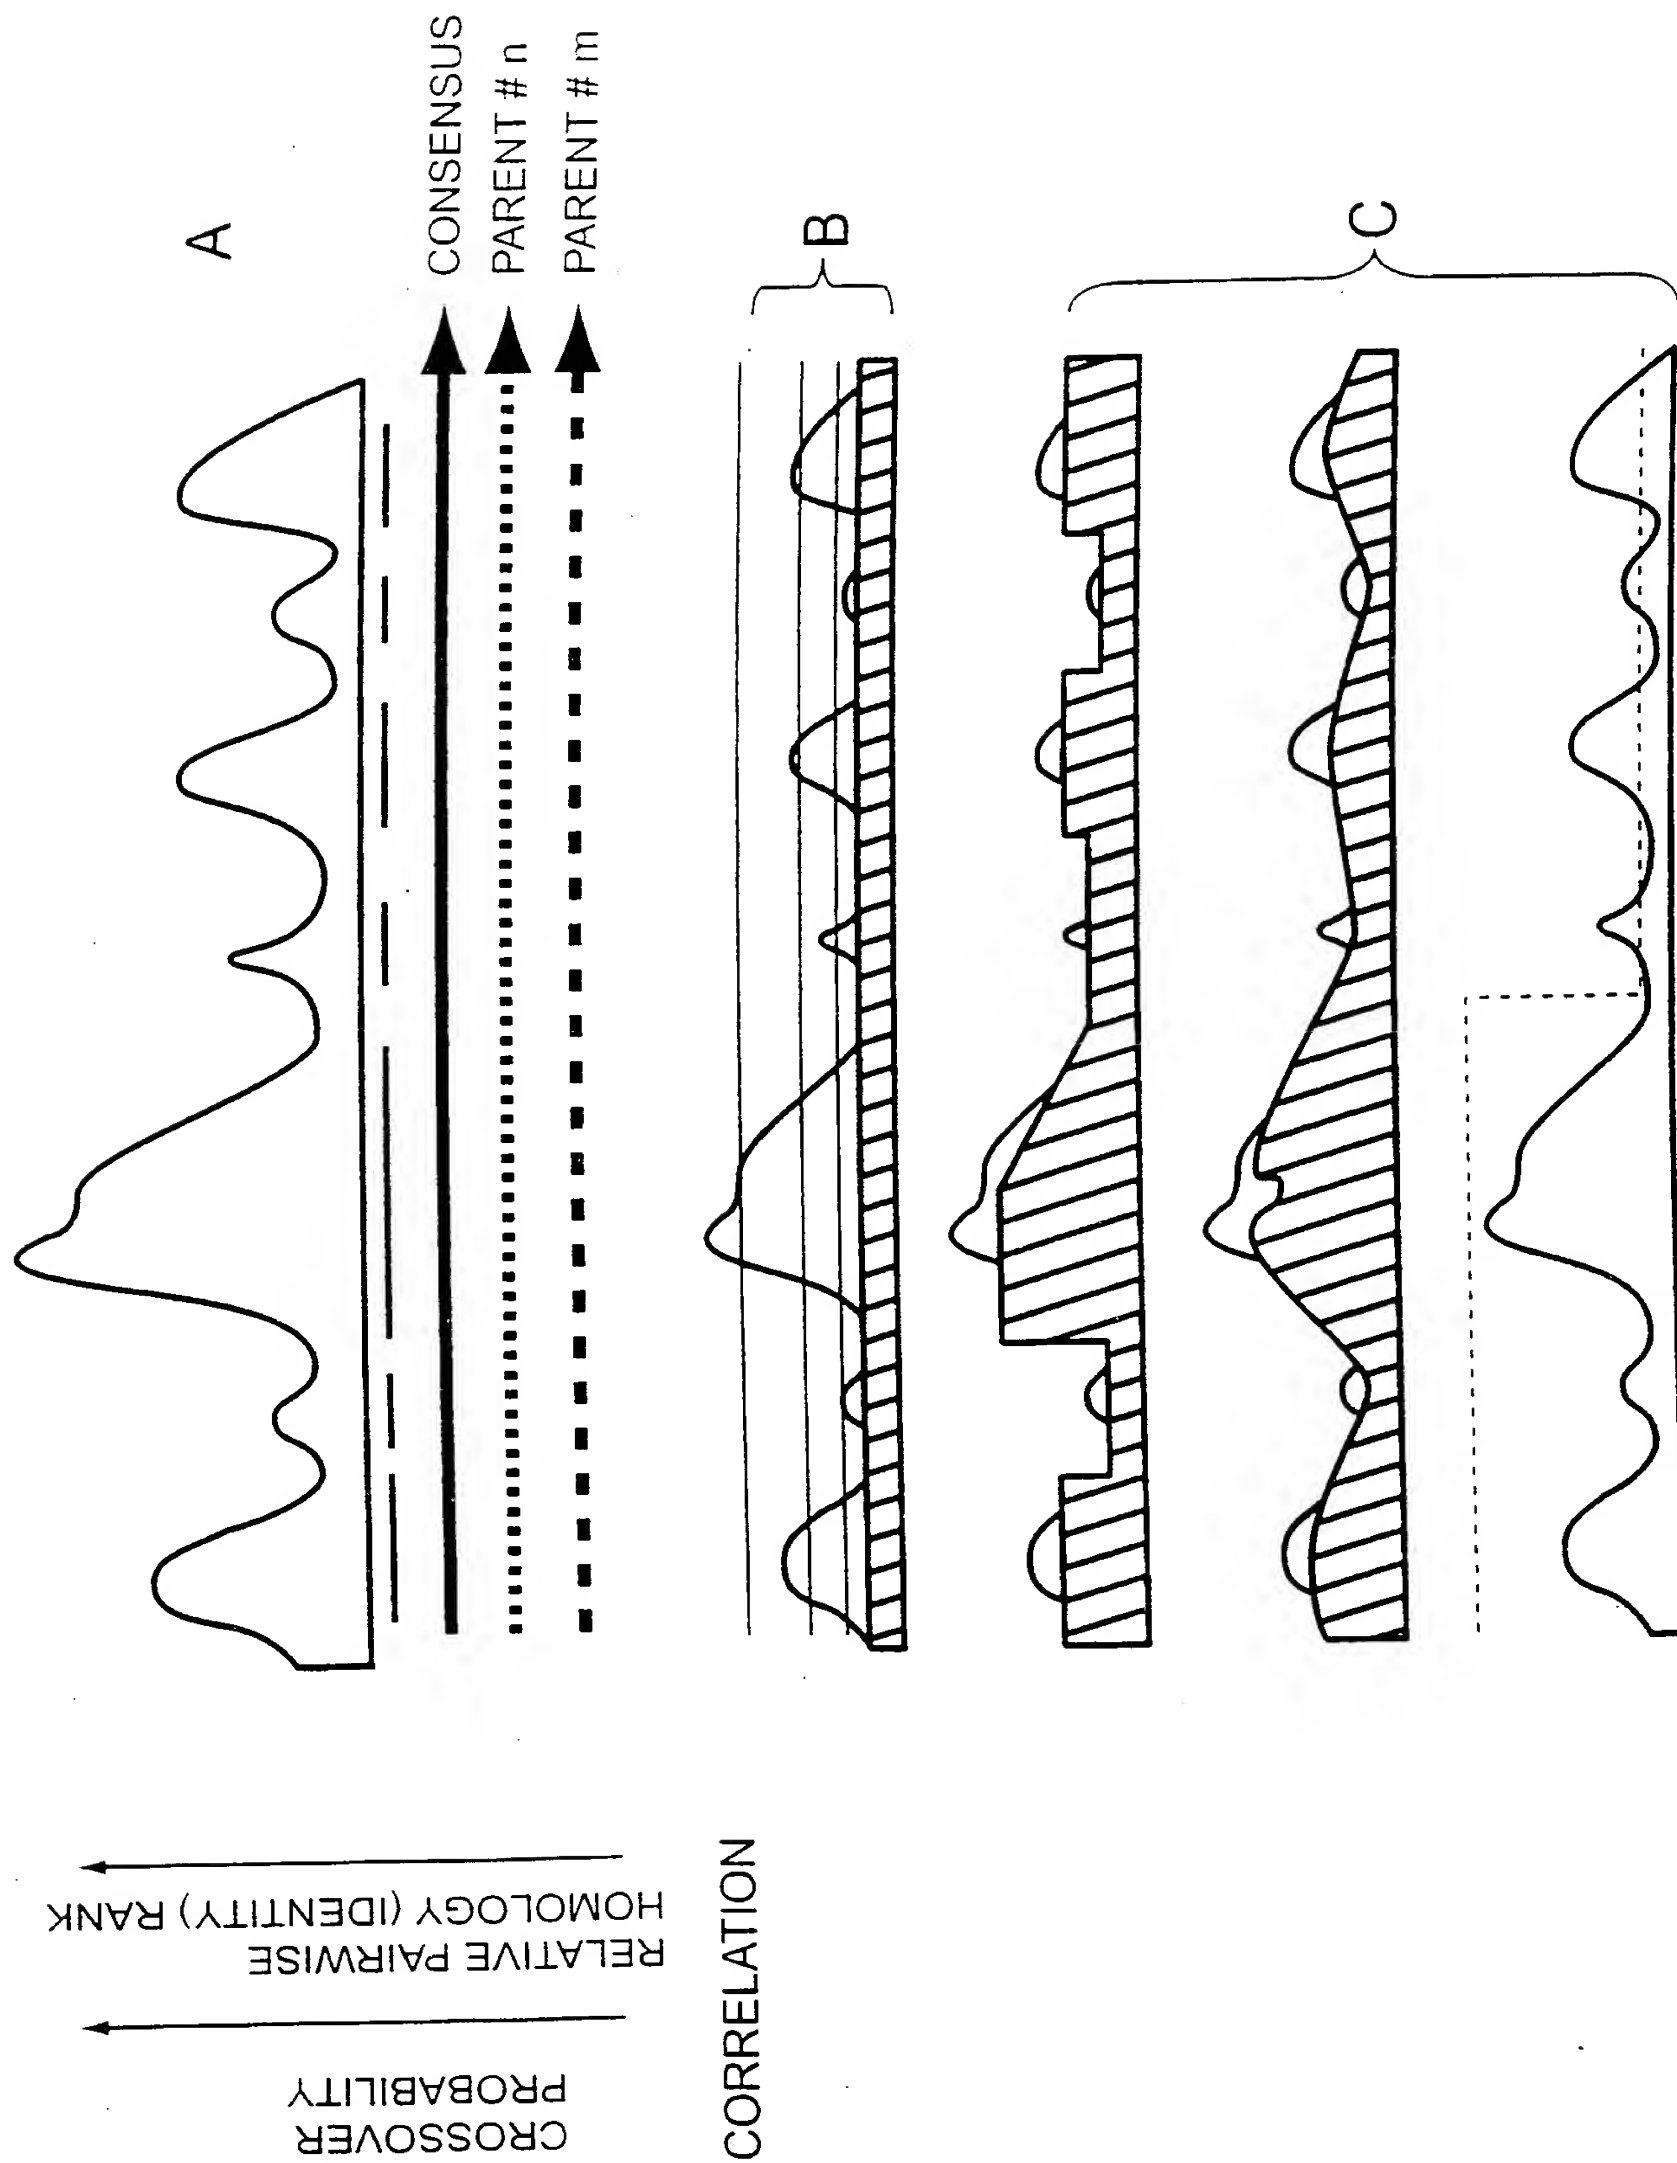 CROSSOVER
PROBABILITY
RELATIVE PAIRWISE
HOMOLOGY (IDENTITY) RANK
CORRELATION
A
CONSENSUS
PARENT # n
PARENT # m
B
C